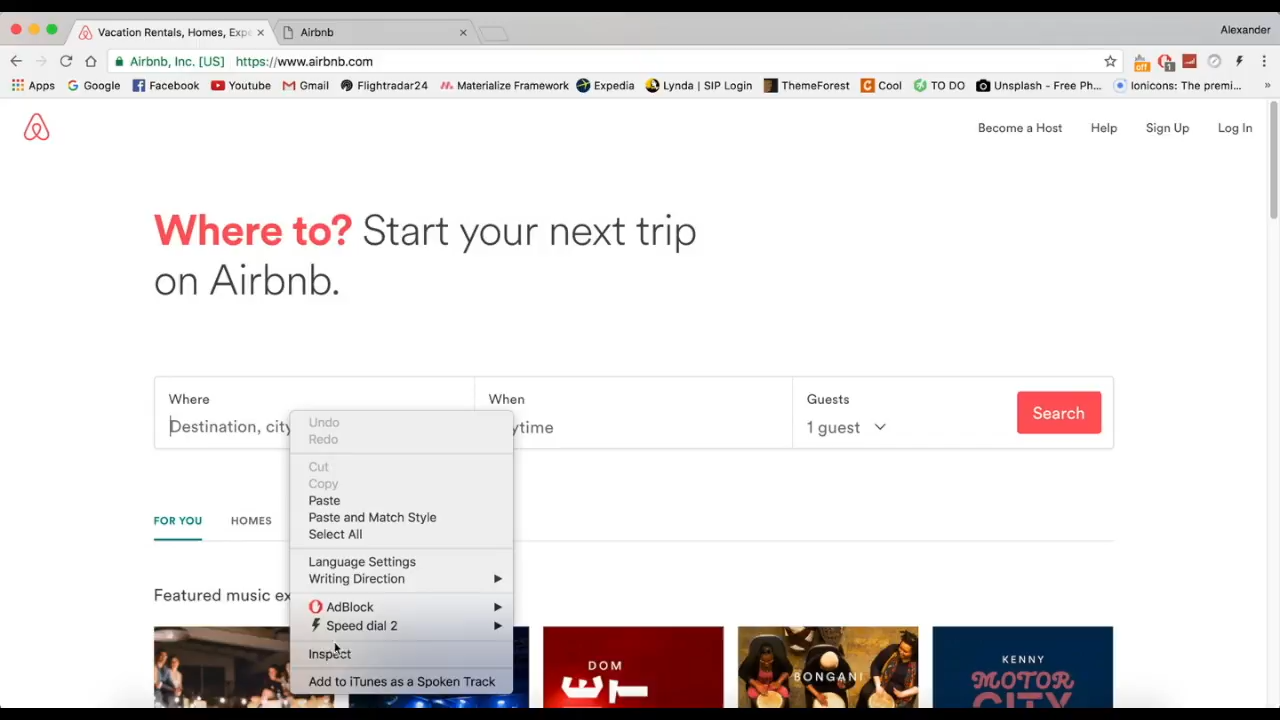 Alexander
Vacation Rentals, Homes, Expe
Airbnb
Airbnb, Inc. [US]
https://www.airbnb.com
off
1
Apps
Google
Facebook
Youtube
Gmail
Flightradar24
Materialize Framework
Expedia
Lynda | SIP Login
ThemeForest
Cool
TO DO
Unsplash - Free Ph...
Ionicons: The premi...
»
Become a Host
Help
Sign Up
Log In
Where to? Start your next trip
on Airbnb.
Where
When
Guests
Destination, city
ytime
1 guest
Search
Undo
Redo
Cut
Copy
Paste
Paste and Match Style
Select All
Language Settings
Writing Direction
AdBlock
Speed dial 2
Inspect
Add to iTunes as a Spoken Track
FOR YOU
HOMES
Featured music ex
DOM
BONGANI
KENNY
MOTOR
CITY